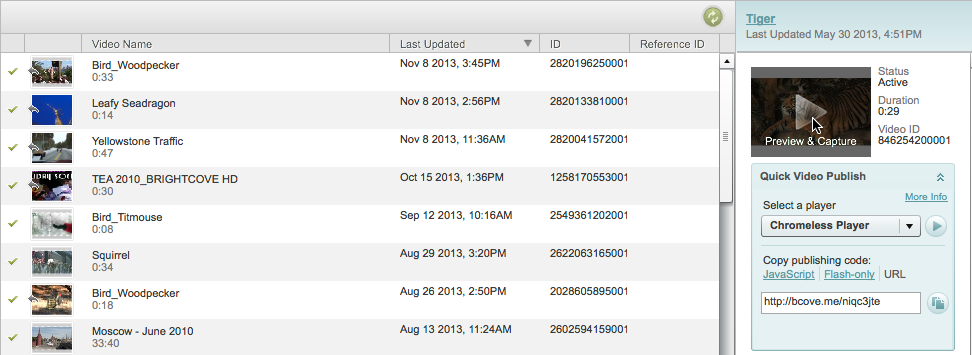 Video Name Last Updated ID Reference ID
Bird_Woodpecker Nov 8 2013, 3:45PM 2820196250001
0:33
Leafy Seadragon Nov 8 2013, 2:56PM 2820133810001
0:14
Yellowstone Traffic Nov 8 2013, 11:36AM 2820041572001
0:47
TEA 2010_BRIGHTCOVE HD Oct 15 2013, 1:36PM 1258170553001
0:30
Bird_Titmouse Sep 12 2013, 10:16AM 2549361202001
0:08
Squirrel Aug 29 2013, 3:20PM 2622063165001
0:34
Bird_Woodpecker Aug 26 2013, 2:50PM 2028605895001
0:18
Moscow - June 2010 Aug 13 2013, 11:24AM 2602594159001
33:40
Tiger
Last Updated May 30 2013, 4:51PM
Preview & Capture
Status
Active
Duration
0:29
Video ID
846254200001
Quick Video Publish
More Info
Select a player
Chromeless Player
Copy publishing code:
JavaScript Flash-only URL
http://bcove.me/niqc3jte